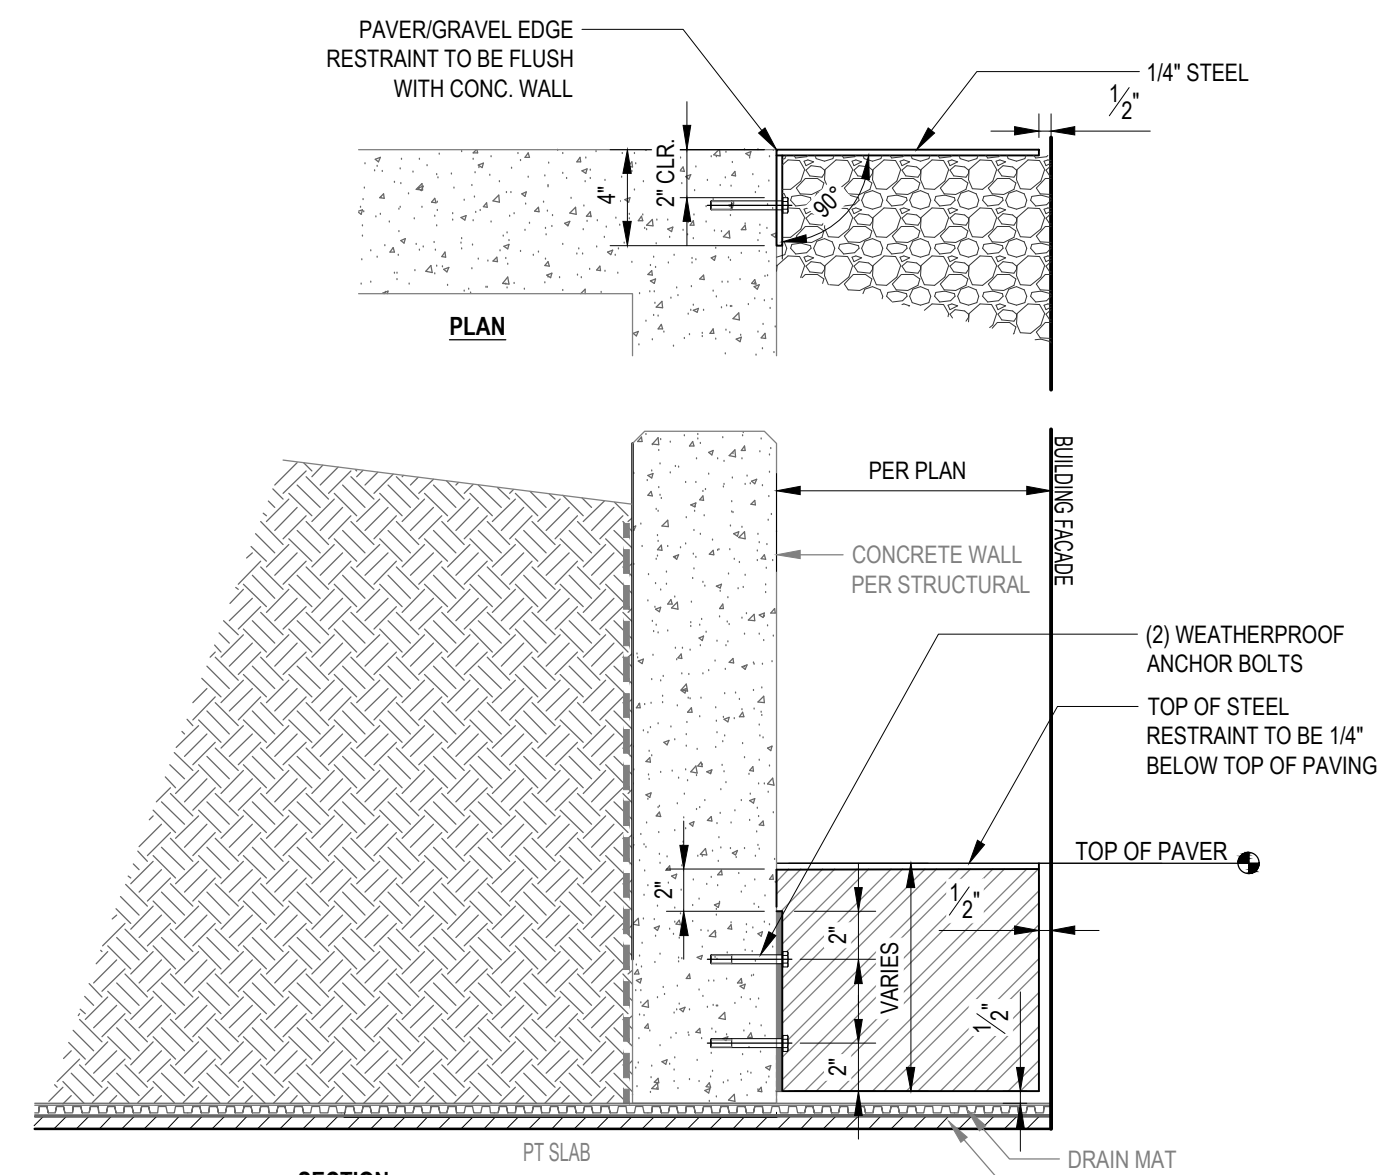 PAVER/GRAVEL EDGE
RESTRAINT TO BE FLUSH
WITH CONC. WALL
1/4" STEEL
1/2"
4"
2" CLR.
90°
PLAN
PER PLAN
BUILDING FACADE
CONCRETE WALL
PER STRUCTURAL
(2) WEATHERPROOF
ANCHOR BOLTS
TOP OF STEEL
RESTRAINT TO BE 1/4"
BELOW TOP OF PAVING
TOP OF PAVER
2"
1/2"
2"
VARIES
1/2"
2"
PT SLAB
DRAIN MAT
SECTION